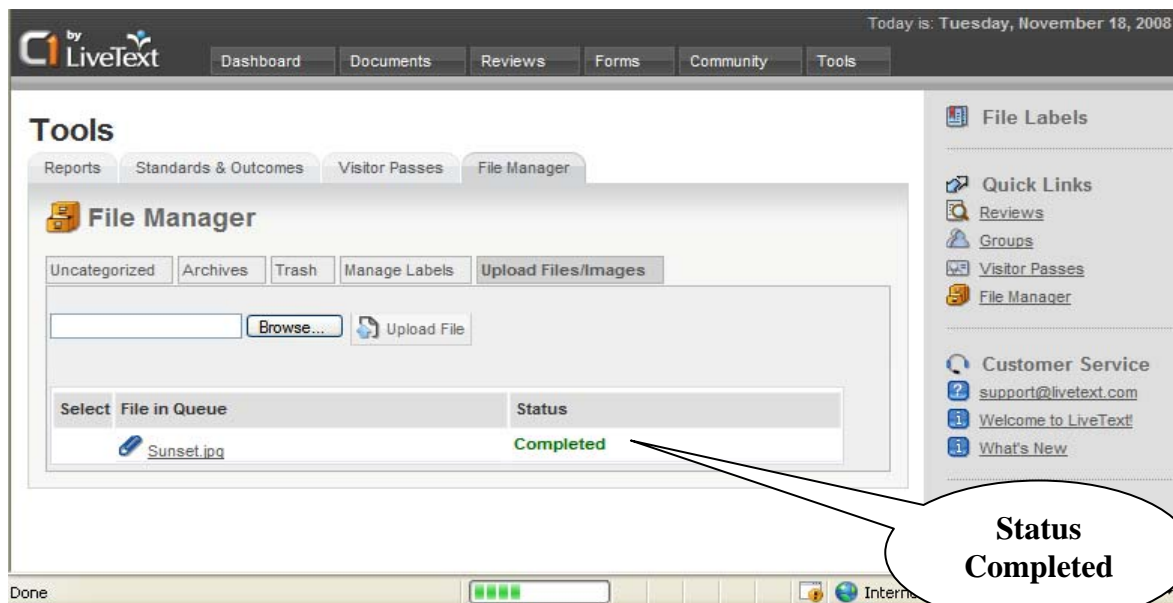 Today is: Tuesday, November 18, 2008
C1 by LiveText
Dashboard Documents Reviews Forms Community Tools
Tools
Reports Standards & Outcomes Visitor Passes File Manager
File Manager
Uncategorized Archives Trash Manage Labels Upload Files/Images
Browse... Upload File
Select File in Queue Status
Sunset.jpg Completed
File Labels
Quick Links
Reviews
Groups
Visitor Passes
File Manager
Customer Service
support@livetext.com
Welcome to LiveText!
What's New
Status
Completed
Done